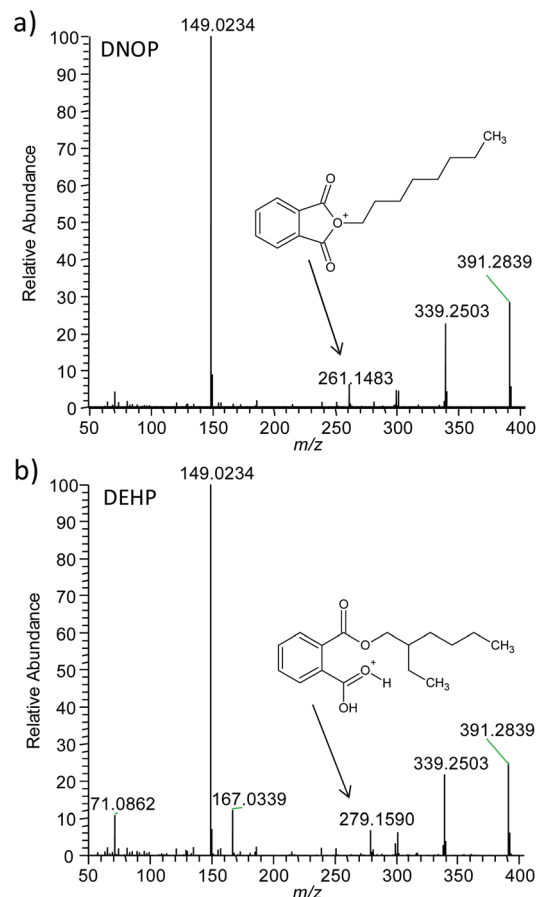 a)
DNOP
149.0234
100
90
80
70
60
50
40
30
20
10
0
Relative Abundance
O
O
+
O
CH₃
261.1483
339.2503
391.2839
50 100 150 200 250 300 350 400
m/z
b)
DEHP
149.0234
100
90
80
70
60
50
40
30
20
10
0
Relative Abundance
O
O
CH₃
CH₃
O
+
H
OH
71.0862
167.0339
279.1590
339.2503
391.2839
50 100 150 200 250 300 350 400
m/z